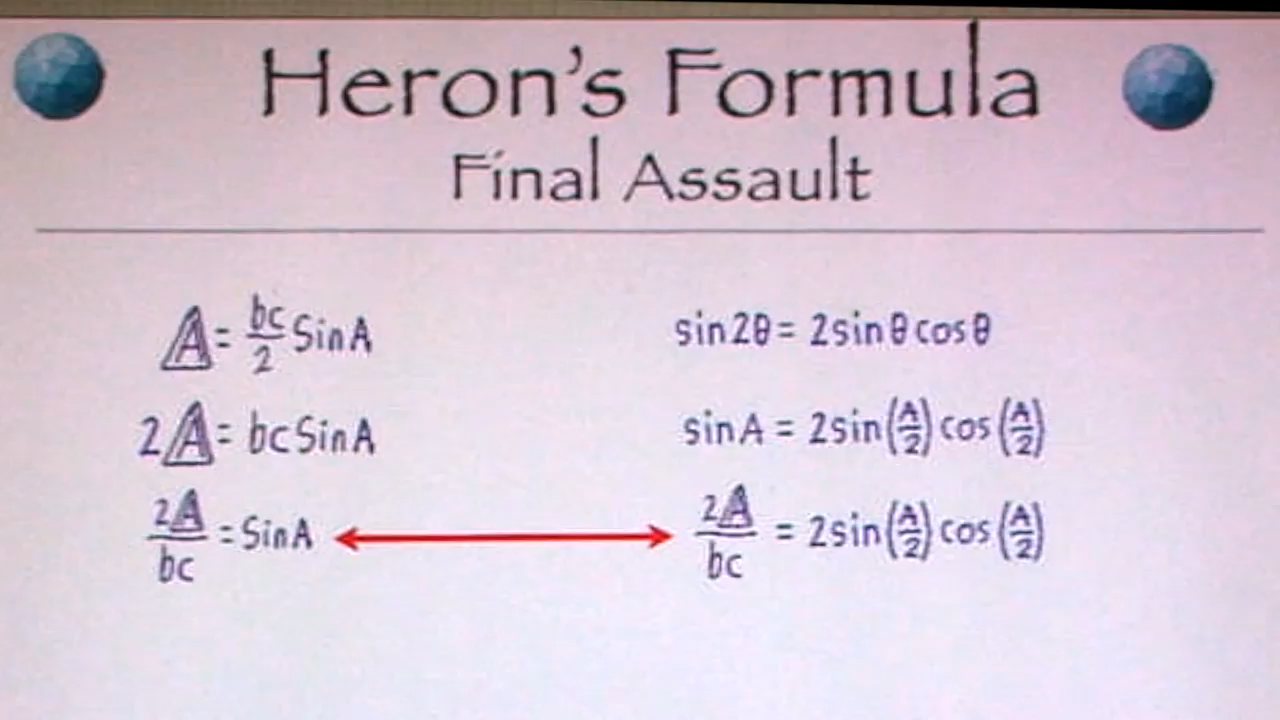 Heron's Formula
Final Assault
𝔸 = bc/2 SinA
sin2θ = 2sinθcosθ
2𝔸 = bcSinA
sinA = 2sin(A/2)cos(A/2)
2𝔸/bc = SinA
2𝔸/bc = 2sin(A/2)cos(A/2)